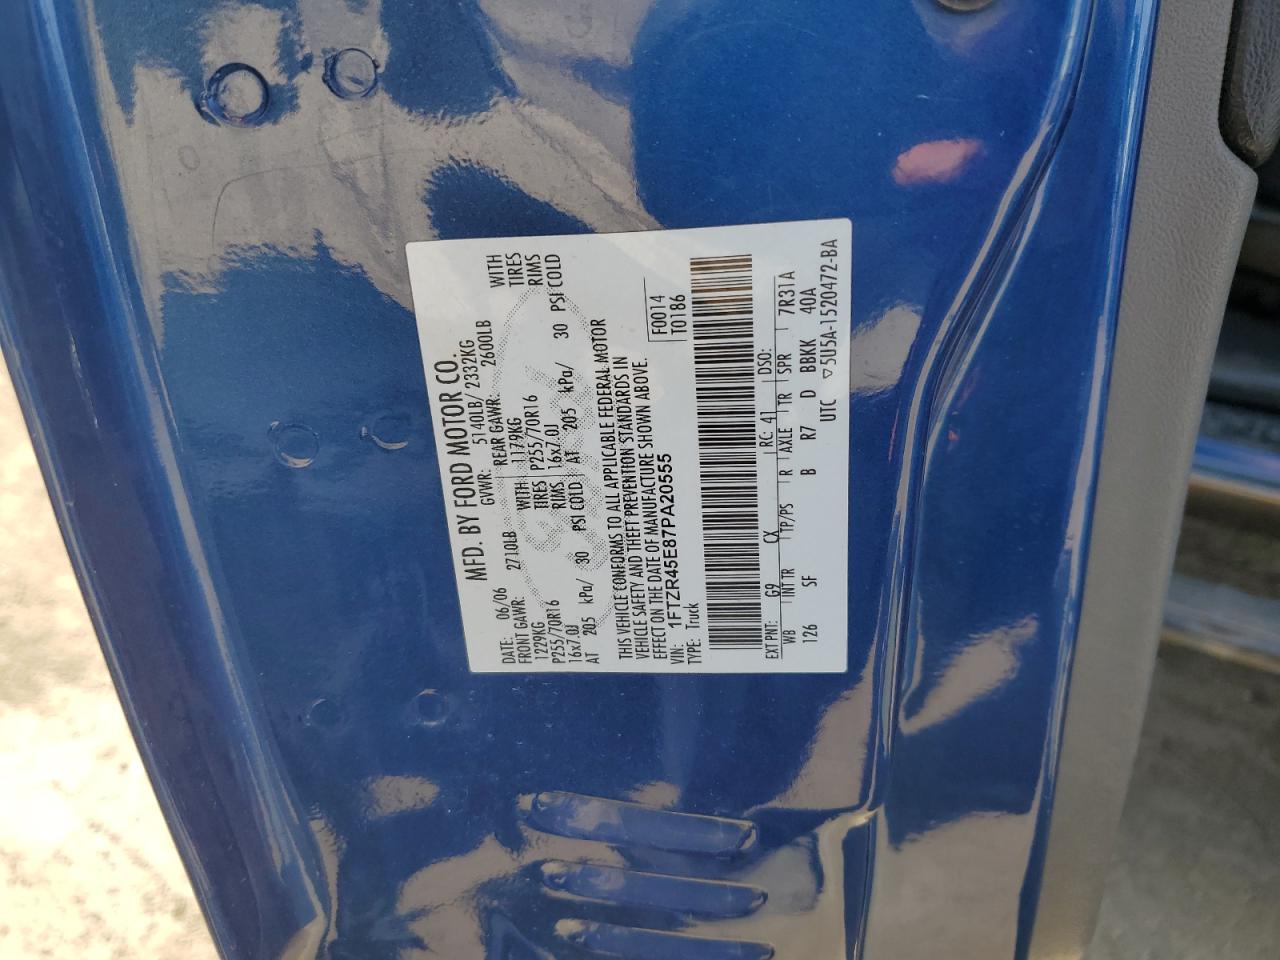 MFD. BY FORD MOTOR CO.
DATE: 06/06 GVWR: 5140LB/ 2332KG
FRONT GAWR: 2710LB REAR GAWR: 2600LB
1229KG WITH 1179KG WITH
P255/70R16 TIRES P255/70R16 TIRES
16x7.0J RIMS 16x7.0J RIMS
AT 205 kPa/ 30 PSI COLD AT 205 kPa/ 30 PSI COLD
THIS VEHICLE CONFORMS TO ALL APPLICABLE FEDERAL MOTOR
VEHICLE SAFETY AND THEFT PREVENTION STANDARDS IN
EFFECT ON THE DATE OF MANUFACTURE SHOWN ABOVE.
VIN: 1FTZR45E87PA20555
TYPE: Truck
F0014
T0186
EXT PNT: G9 CX RC: 41 DSO:
WB INT TR TP/PS R AXLE TR SPR 7R31A
126 SF B R7 D BBKK 40A
UTC ▽5U5A-1520472-BA